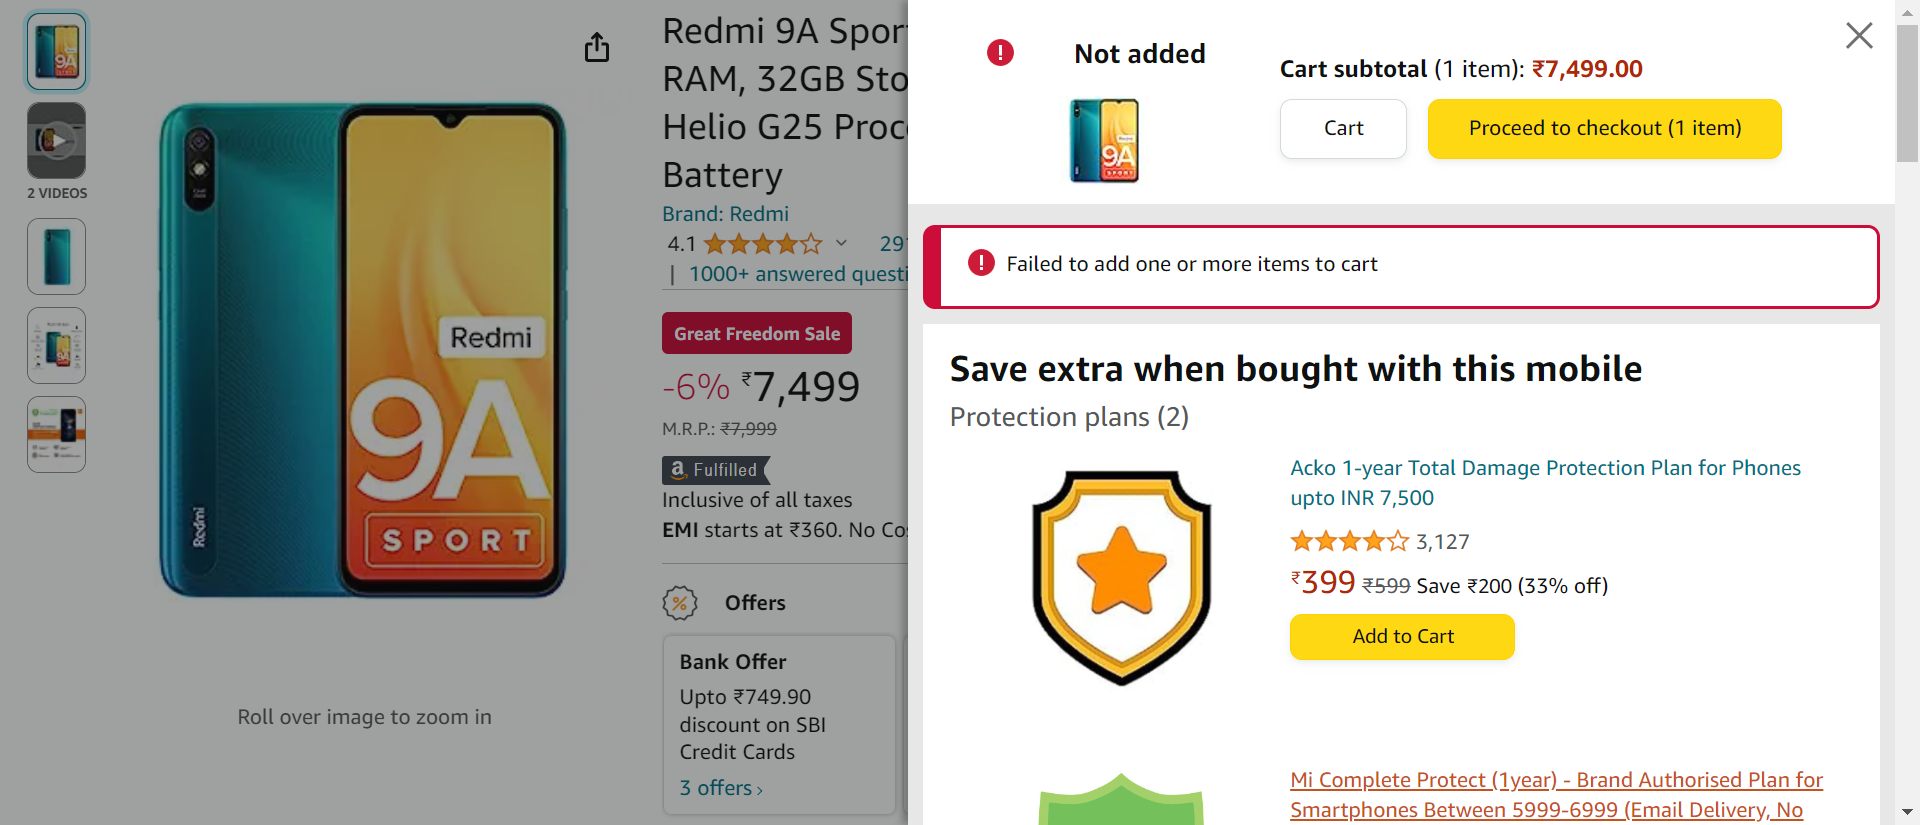 2 VIDEOS
Redmi
Redmi
9A
SPORT
Roll over image to zoom in
Redmi 9A Spor
RAM, 32GB Sto
Helio G25 Proc
Battery
Brand: Redmi
4.1
29
| 1000+ answered questi
Great Freedom Sale
-6% ₹7,499
M.R.P.: ₹7,999
a Fulfilled
Inclusive of all taxes
EMI starts at ₹360. No Co
Offers
Bank Offer
Upto ₹749.90
discount on SBI
Credit Cards
3 offers ›
Not added
9A
SPORT
Cart subtotal (1 item): ₹7,499.00
Cart
Proceed to checkout (1 item)
Failed to add one or more items to cart
Save extra when bought with this mobile
Protection plans (2)
Acko 1-year Total Damage Protection Plan for Phones
upto INR 7,500
3,127
₹399 ₹599 Save ₹200 (33% off)
Add to Cart
Mi Complete Protect (1year) - Brand Authorised Plan for
Smartphones Between 5999-6999 (Email Delivery, No